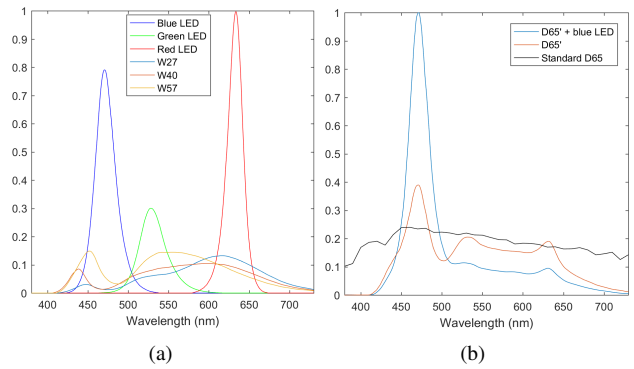 1
0.9
0.8
0.7
0.6
0.5
0.4
0.3
0.2
0.1
0
400 450 500 550 600 650 700
Wavelength (nm)
Blue LED
Green LED
Red LED
W27
W40
W57
(a)
1
0.9
0.8
0.7
0.6
0.5
0.4
0.3
0.2
0.1
0
400 450 500 550 600 650 700
Wavelength (nm)
D65' + blue LED
D65'
Standard D65
(b)